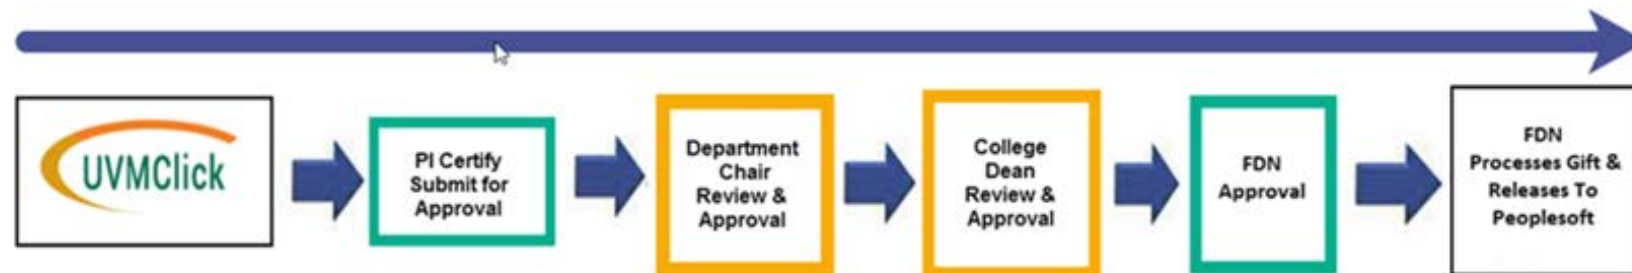 UVMClick
PI Certify
Submit for
Approval
Department
Chair
Review &
Approval
College
Dean
Review &
Approval
FDN
Approval
FDN
Processes Gift &
Releases To
Peoplesoft